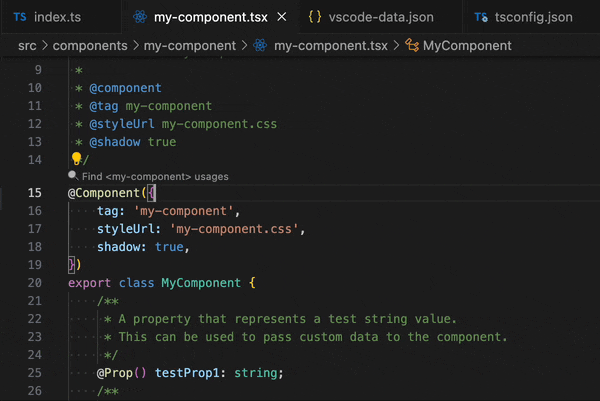 TS index.ts
my-component.tsx ×
{} vscode-data.json
TS tsconfig.json
src > components > my-component > my-component.tsx > MyComponent
9 *
10 * @component
11 * @tag my-component
12 * @styleUrl my-component.css
13 * @shadow true
14 */
Find <my-component> usages
15 @Component({
16 tag: 'my-component',
17 styleUrl: 'my-component.css',
18 shadow: true,
19 })
20 export class MyComponent {
21 /**
22 * A property that represents a test string value.
23 * This can be used to pass custom data to the component.
24 */
25 @Prop() testProp1: string;
26 /**